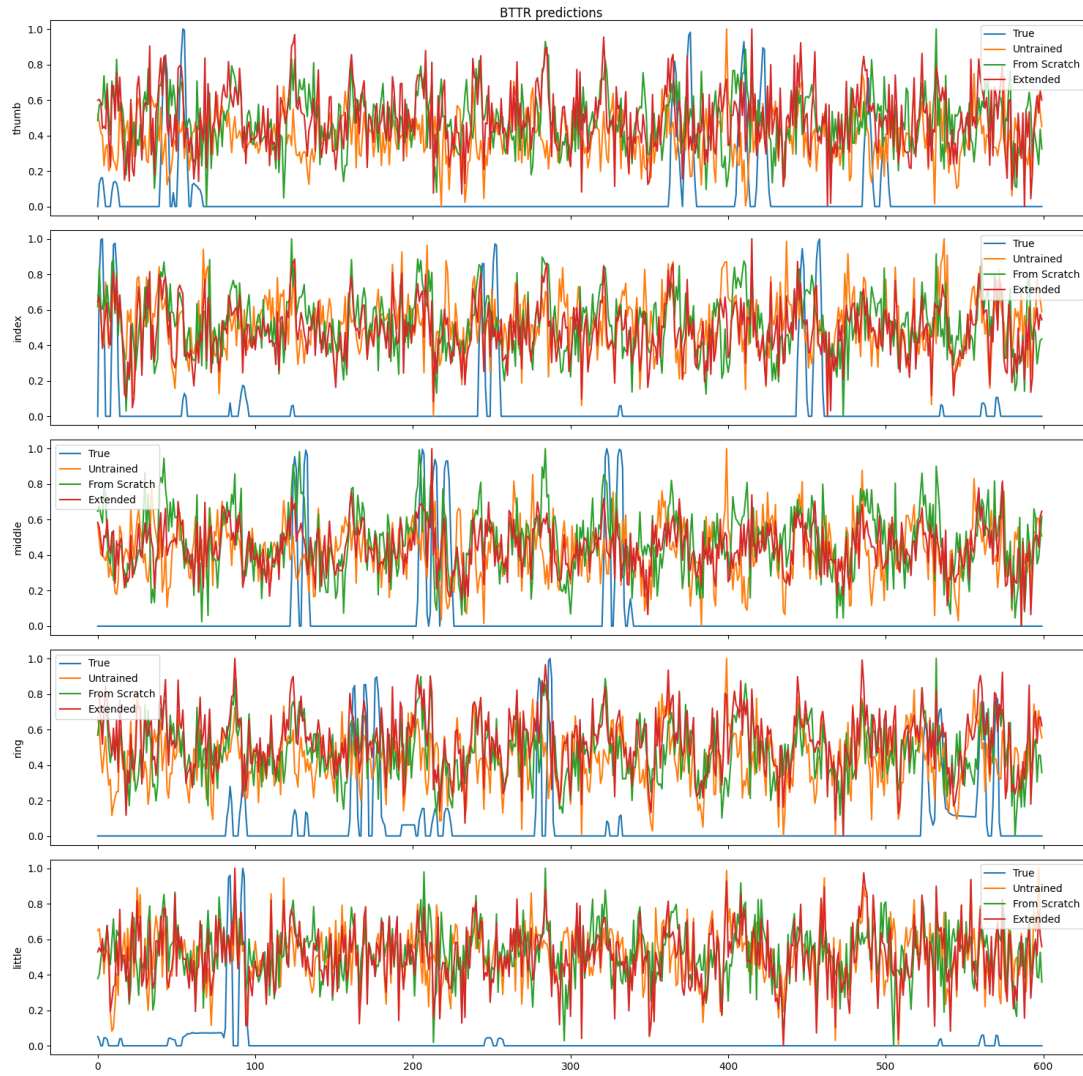 BTTR predictions
1.0
0.8
0.6
0.4
0.2
0.0
thumb
True
Untrained
From Scratch
Extended
1.0
0.8
0.6
0.4
0.2
0.0
index
True
Untrained
From Scratch
Extended
1.0
0.8
0.6
0.4
0.2
0.0
middle
True
Untrained
From Scratch
Extended
1.0
0.8
0.6
0.4
0.2
0.0
ring
True
Untrained
From Scratch
Extended
1.0
0.8
0.6
0.4
0.2
0.0
little
True
Untrained
From Scratch
Extended
0 100 200 300 400 500 600